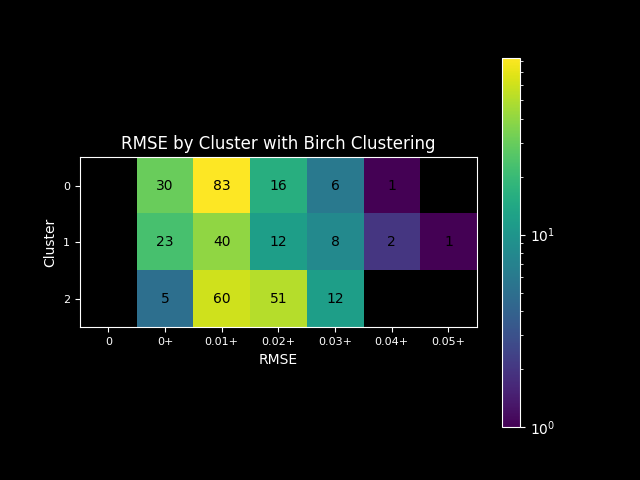 RMSE by Cluster with Birch Clustering
0 30 83 16 6 1
1 23 40 12 8 2 1
2 5 60 51 12
0 0+ 0.01+ 0.02+ 0.03+ 0.04+ 0.05+
RMSE
Cluster
10¹
10⁰